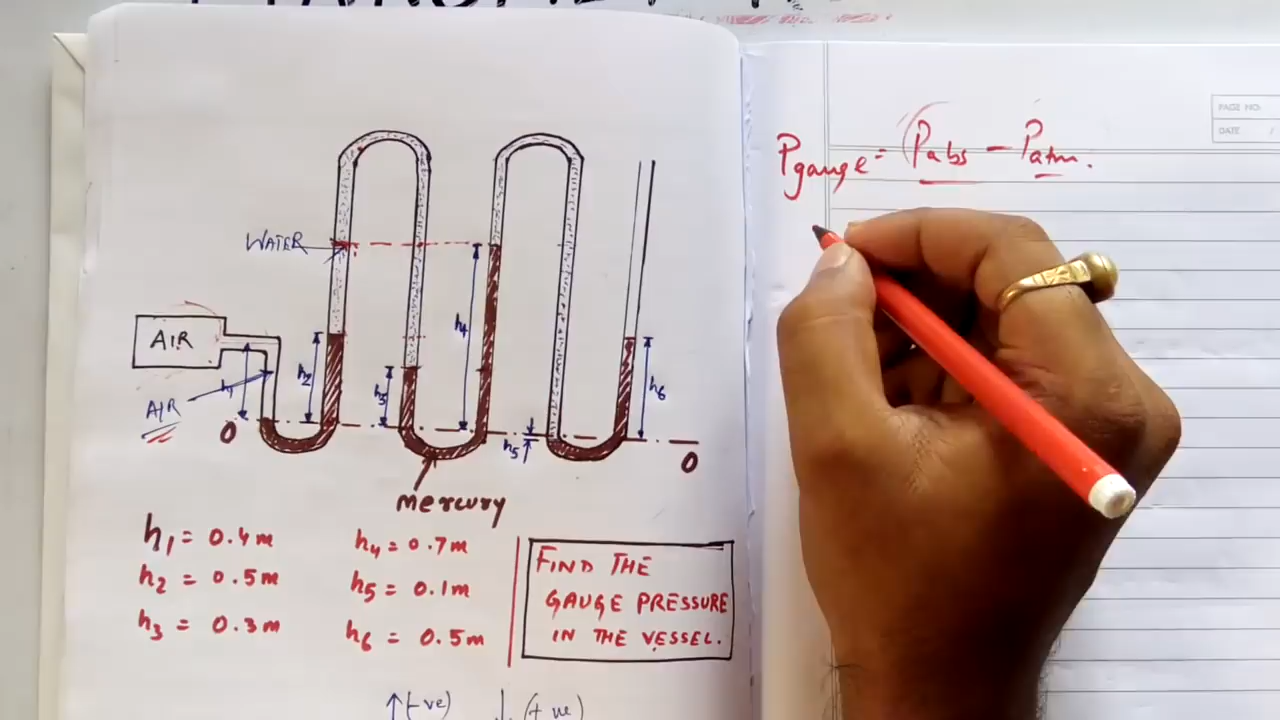 Pgauge = (Pabs - Patm.
PAGE NO:
DATE /
WATER
AIR
h1
h2
h3
h4
h5
h6
AIR
O
O
mercury
h1 = 0.4m
h2 = 0.5m
h3 = 0.3m
h4 = 0.7m
h5 = 0.1m
h6 = 0.5m
FIND THE
GAUGE PRESSURE
IN THE VESSEL.
↑(-ve) ↓(+ve)